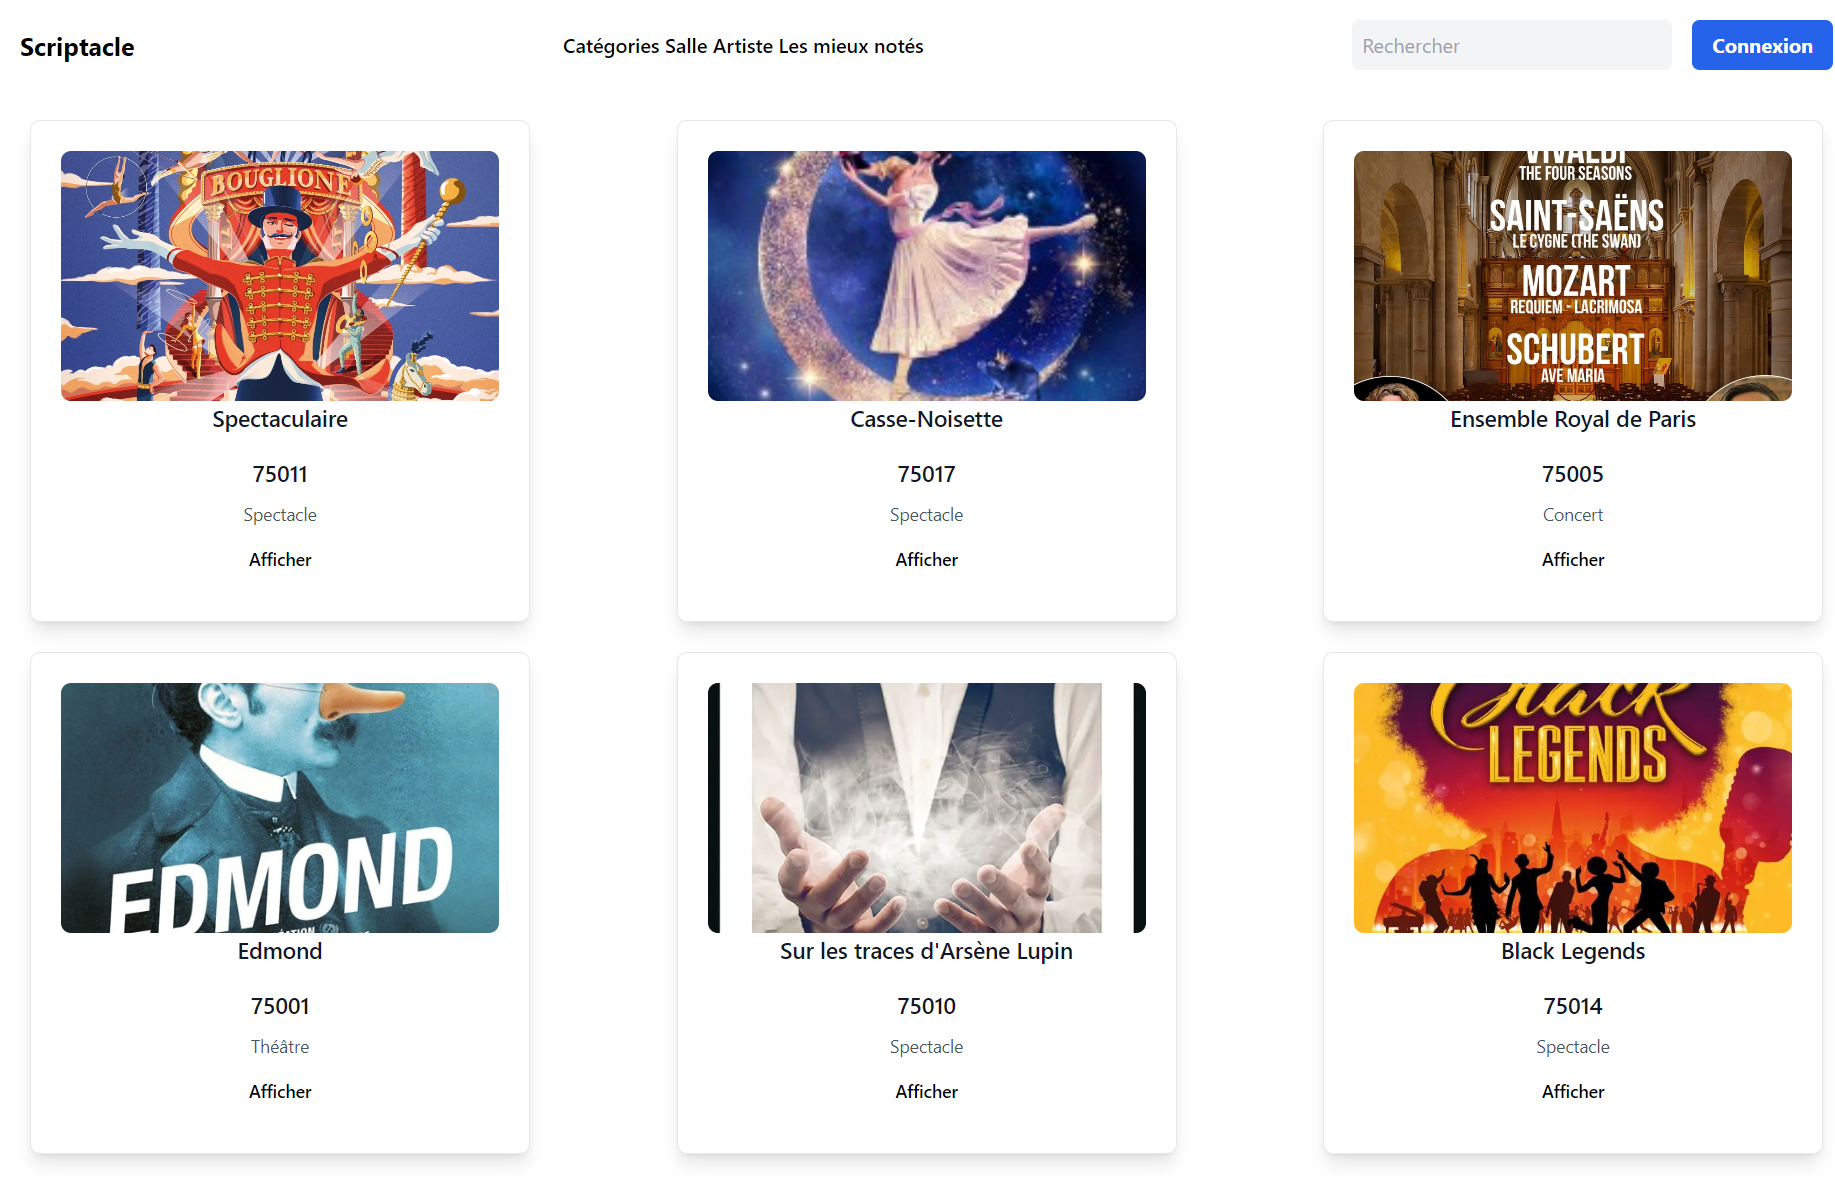 Scriptacle
Catégories Salle Artiste Les mieux notés
Rechercher
Connexion
BOUGLIONE
Spectaculaire
75011
Spectacle
Afficher
Casse-Noisette
75017
Spectacle
Afficher
VIVALDI
THE FOUR SEASONS
SAINT-SAËNS
LE CYGNE (THE SWAN)
MOZART
REQUIEM - LACRIMOSA
SCHUBERT
AVE MARIA
Ensemble Royal de Paris
75005
Concert
Afficher
EDMOND
Edmond
75001
Théâtre
Afficher
Sur les traces d'Arsène Lupin
75010
Spectacle
Afficher
Black
LEGENDS
Black Legends
75014
Spectacle
Afficher